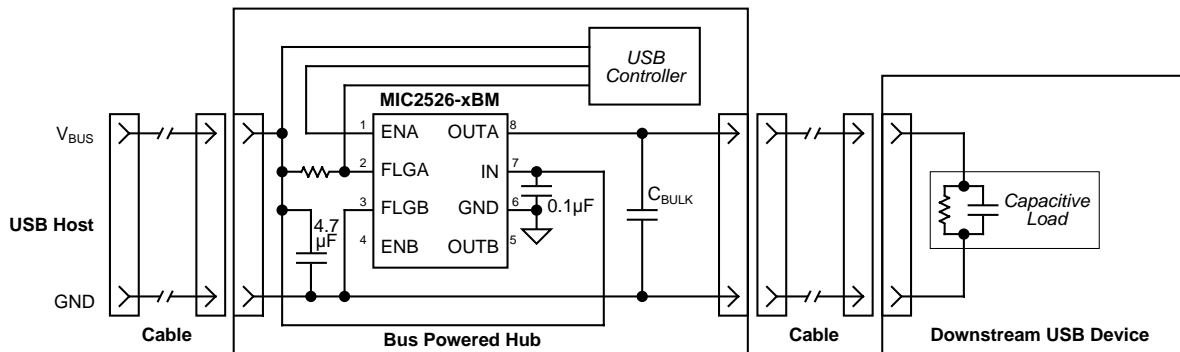 USB
Controller
MIC2526-xBM
V_BUS
1 ENA OUTA 8
2 FLGA IN 7
3 FLGB GND 6
4 ENB OUTB 5
4.7
µF
0.1µF
C_BULK
USB Host
GND
Capacitive
Load
Cable
Bus Powered Hub
Cable
Downstream USB Device